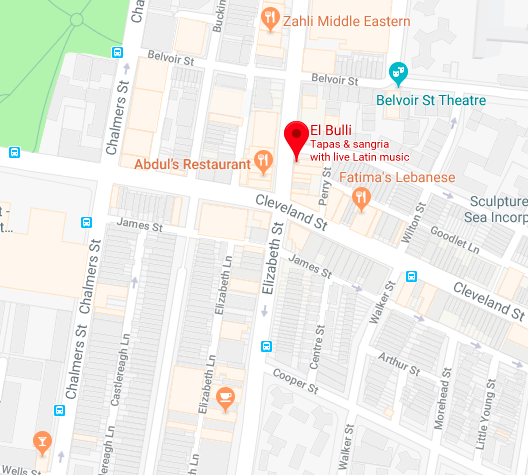 Zahli Middle Eastern
Buckin
Chalmers St
Belvoir St
Belvoir St
Belvoir St Theatre
El Bulli
Tapas & sangria
with live Latin music
Abdul's Restaurant
Perry St
Fatima's Lebanese
Sculpture
Sea Incorp
Cleveland St
t -
t...
James St
Wilton St
Goodlet Ln
Elizabeth St
Elizabeth Ln
James St
Chalmers St
Chalmers St
Walker St
Cleveland St
Castlereagh Ln
Elizabeth Ln
Centre St
Arthur St
Cooper St
Morehead St
Little Young St
Walker St
Wells St